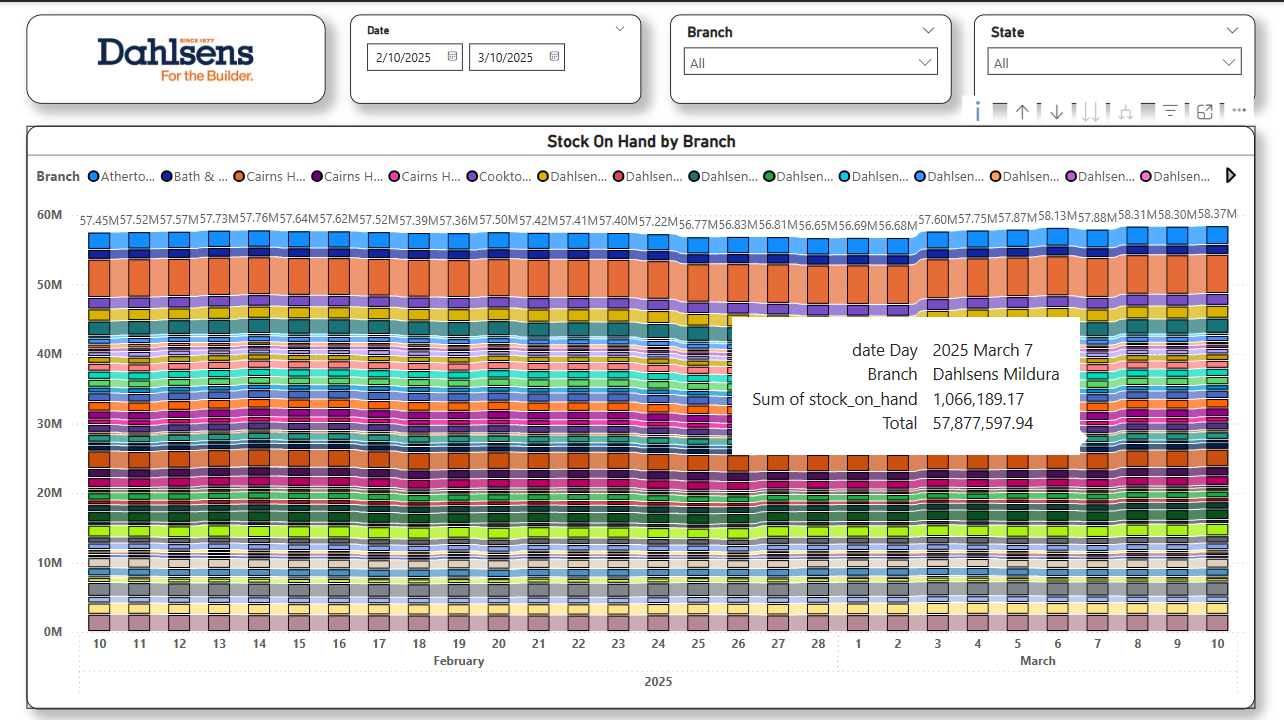 SINCE 1877
Dahlsens
For the Builder.
Date
2/10/2025
3/10/2025
Branch
All
State
All
Stock On Hand by Branch
Branch Atherto... Bath & ... Cairns H... Cairns H... Cairns H... Cookto... Dahlsen... Dahlsen... Dahlsen... Dahlsen... Dahlsen... Dahlsen... Dahlsen... Dahlsen... Dahlsen...
60M
57.45M 57.52M 57.57M 57.73M 57.76M 57.64M 57.62M 57.52M 57.39M 57.36M 57.50M 57.42M 57.41M 57.40M 57.22M 56.77M 56.83M 56.81M 56.65M 56.69M 56.68M 57.60M 57.75M 57.87M 58.13M 57.88M 58.31M 58.30M 58.37M
50M
40M
30M
20M
10M
0M
date Day 2025 March 7
Branch Dahlsens Mildura
Sum of stock_on_hand 1,066,189.17
Total 57,877,597.94
10 11 12 13 14 15 16 17 18 19 20 21 22 23 24 25 26 27 28 1 2 3 4 5 6 7 8 9 10
February March
2025